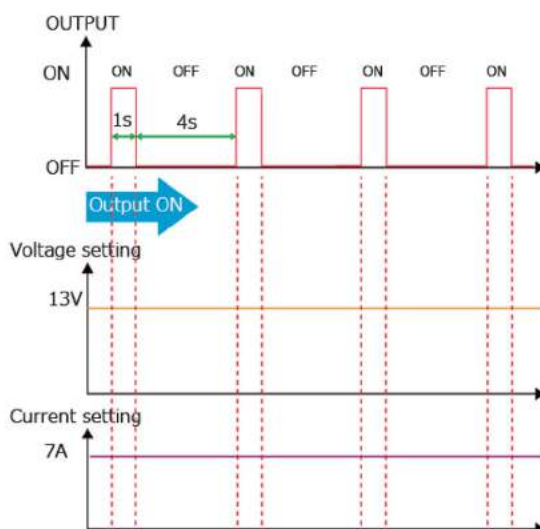 OUTPUT
ON
ON OFF ON OFF ON OFF ON
1s 4s
OFF
Output ON
Voltage setting
13V
Current setting
7A